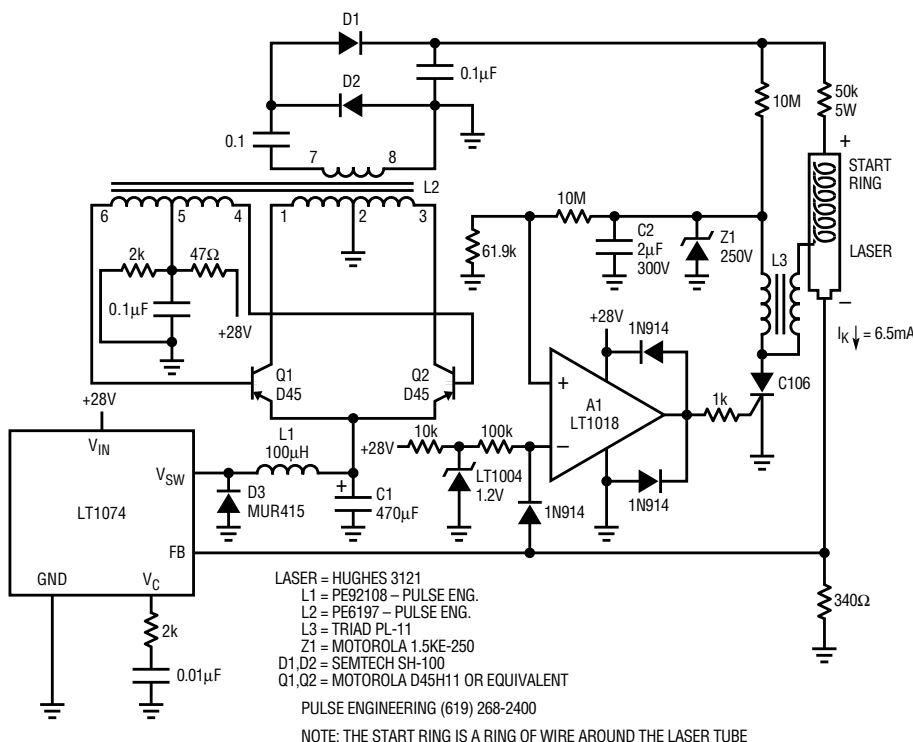 D1
D2
0.1µF
0.1
7
8
L2
6
5
4
1
2
3
2k
47Ω
0.1µF
+28V
10M
50k
5W
+
START
RING
LASER
–
I_K ↓ = 6.5mA
10M
61.9k
C2
2µF
300V
Z1
250V
L3
Q1
D45
Q2
D45
+28V
1N914
+
A1
LT1018
–
1k
C106
1N914
+28V
V_IN
V_SW
LT1074
FB
GND
V_C
L1
100µH
D3
MUR415
+
C1
470µF
+28V
10k
100k
LT1004
1.2V
1N914
2k
0.01µF
340Ω
LASER = HUGHES 3121
L1 = PE92108 – PULSE ENG.
L2 = PE6197 – PULSE ENG.
L3 = TRIAD PL-11
Z1 = MOTOROLA 1.5KE-250
D1,D2 = SEMTECH SH-100
Q1,Q2 = MOTOROLA D45H11 OR EQUIVALENT
PULSE ENGINEERING (619) 268-2400
NOTE: THE START RING IS A RING OF WIRE AROUND THE LASER TUBE